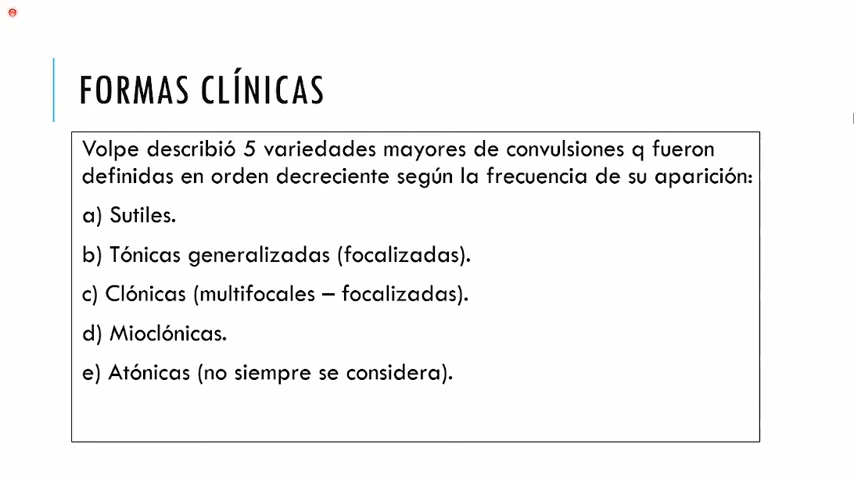 FORMAS CLÍNICAS
Volpe describió 5 variedades mayores de convulsiones q fueron
definidas en orden decreciente según la frecuencia de su aparición:
a) Sutiles.
b) Tónicas generalizadas (focalizadas).
c) Clónicas (multifocales – focalizadas).
d) Mioclónicas.
e) Atónicas (no siempre se considera).